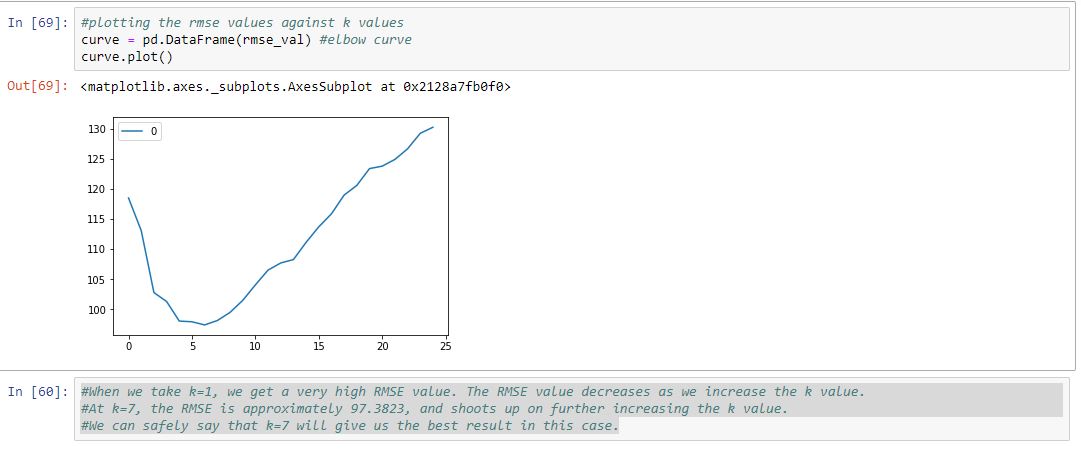 In [69]: #plotting the rmse values against k values
curve = pd.DataFrame(rmse_val) #elbow curve
curve.plot()
Out[69]: <matplotlib.axes._subplots.AxesSubplot at 0x2128a7fb0f0>
0
130
125
120
115
110
105
100
0 5 10 15 20 25
In [60]: #When we take k=1, we get a very high RMSE value. The RMSE value decreases as we increase the k value.
#At k=7, the RMSE is approximately 97.3823, and shoots up on further increasing the k value.
#We can safely say that k=7 will give us the best result in this case.